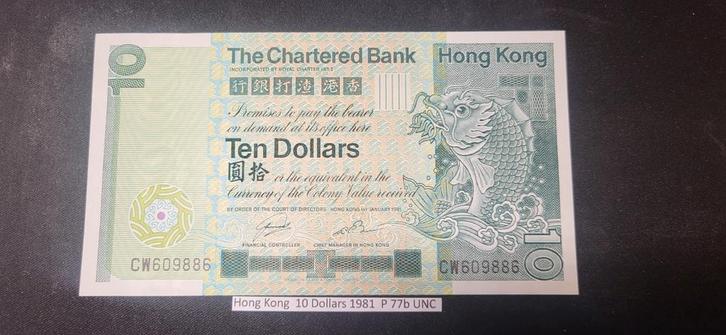 10
The Chartered Bank
Hong Kong
INCORPORATED BY ROYAL CHARTER 1853
行銀打渣港香
Promises to pay the bearer
on demand at its office here
Ten Dollars
圓拾
or the equivalent in the
Currency of the Colony Value received
BY ORDER OF THE COURT OF DIRECTORS HONG KONG 1ST JANUARY 1981
FINANCIAL CONTROLLER CHIEF MANAGER IN HONG KONG
CW609886
CW609886
10
Hong Kong 10 Dollars 1981 P 77b UNC